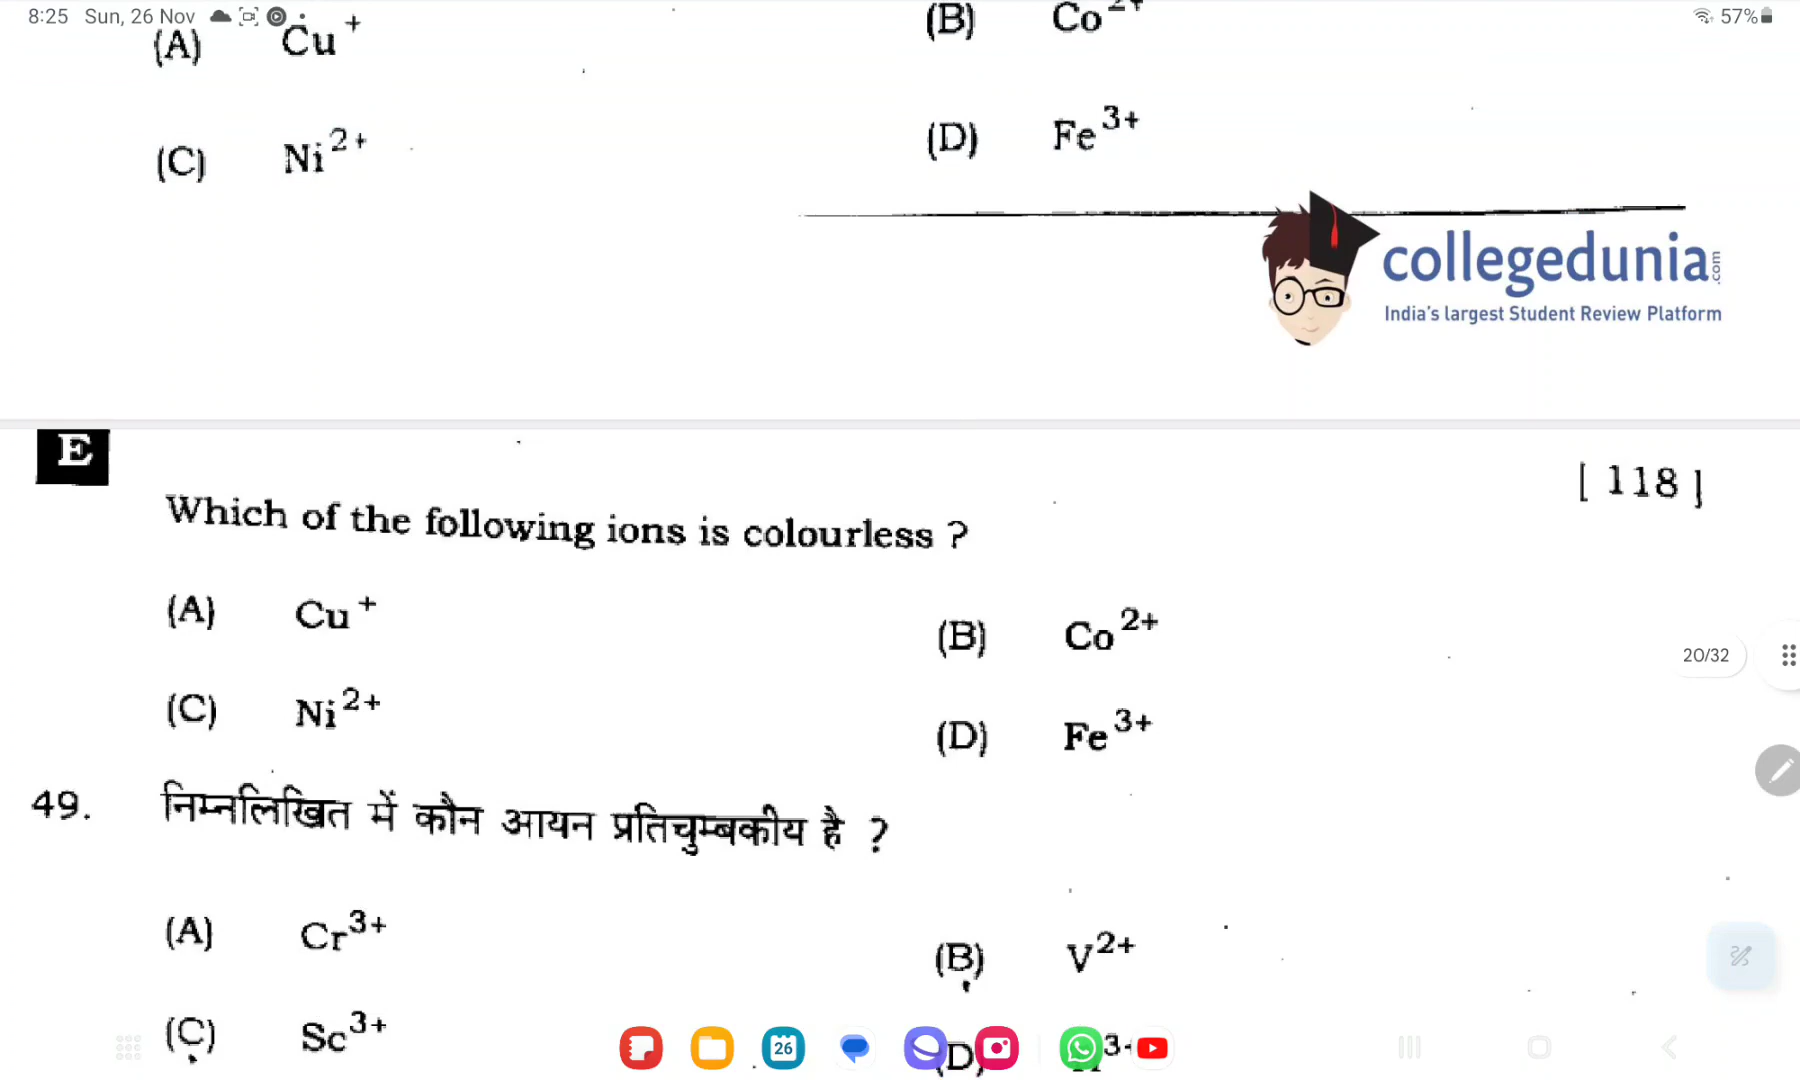 8:25 Sun, 26 Nov
57%
(A) Cu+
(B) Co2+
(C) Ni2+
(D) Fe3+
collegedunia.com
India's largest Student Review Platform
E
[ 118 ]
Which of the following ions is colourless ?
(A) Cu+
(B) Co2+
20/32
(C) Ni2+
(D) Fe3+
49. निम्नलिखित में कौन आयन प्रतिचुम्बकीय है ?
(A) Cr3+
(B) V2+
(C) Sc3+
26
(D) 3+